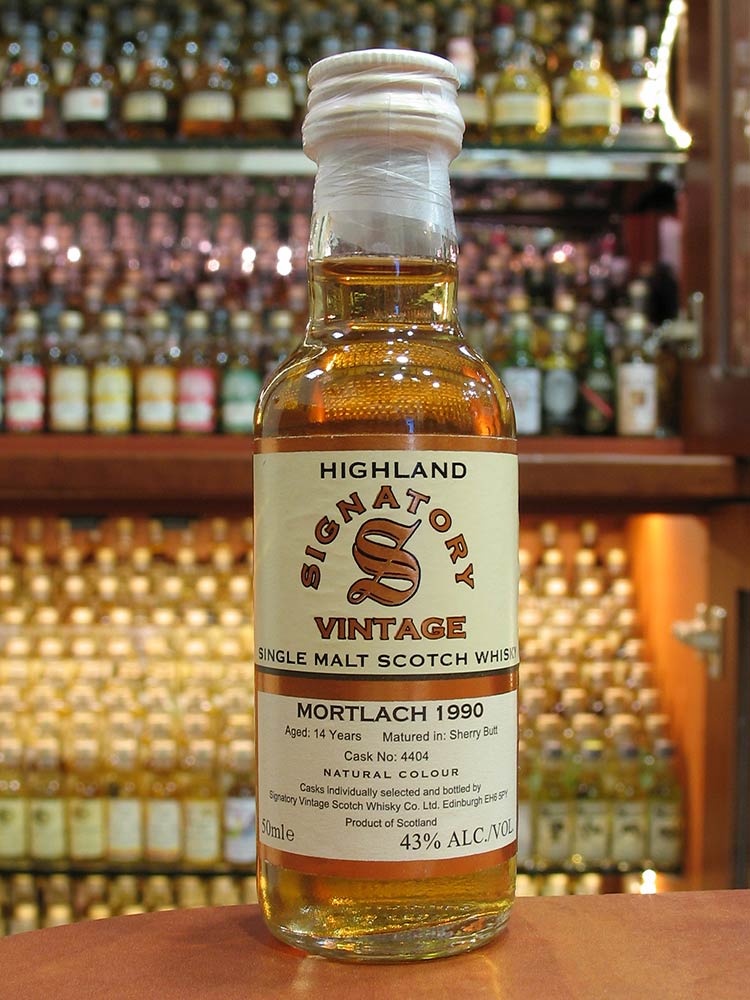 HIGHLAND
SIGNATORY
S
VINTAGE
SINGLE MALT SCOTCH WHISKY
MORTLACH 1990
Aged: 14 Years Matured in: Sherry Butt
Cask No: 4404
NATURAL COLOUR
Casks individually selected and bottled by
Signatory Vintage Scotch Whisky Co. Ltd. Edinburgh EH6 5PY
Product of Scotland
50ml e 43% ALC./VOL.